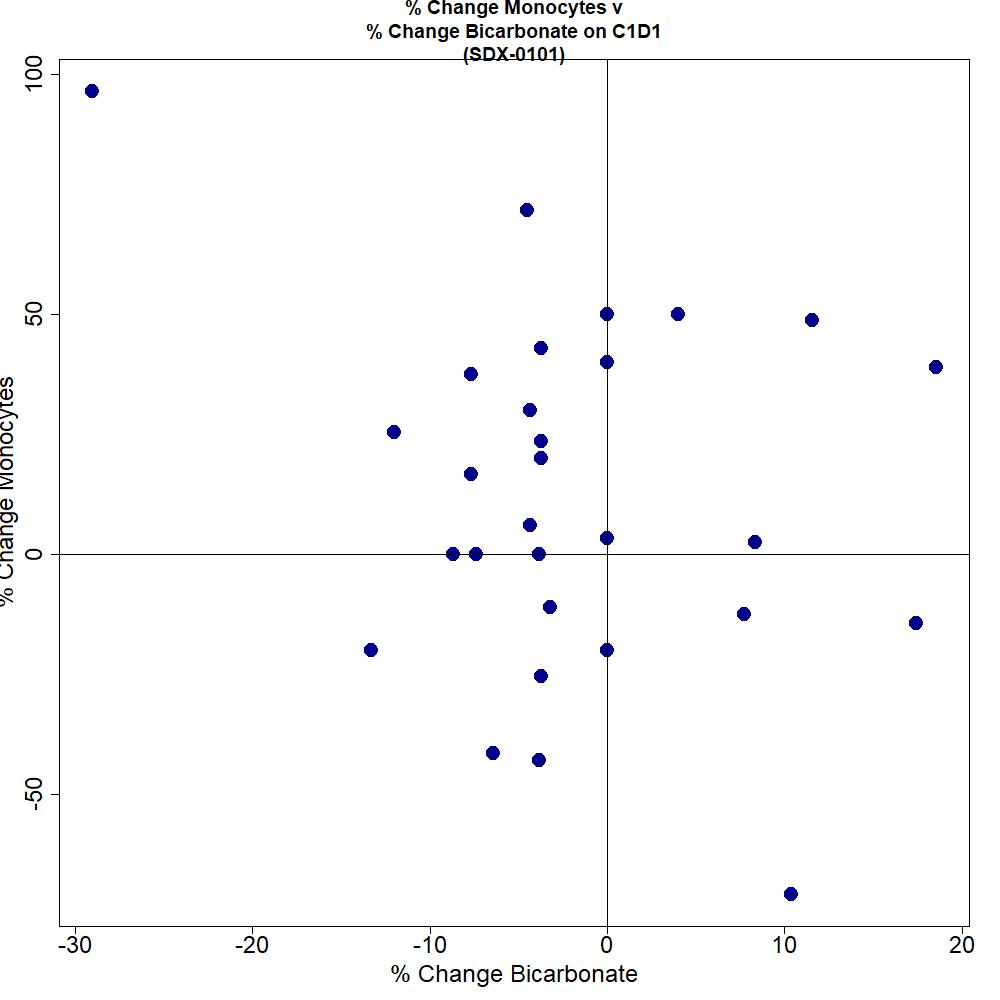 % Change Monocytes v
% Change Bicarbonate on C1D1
(SDX-0101)
100
50
0
-50
% Change Monocytes
-30 -20 -10 0 10 20
% Change Bicarbonate